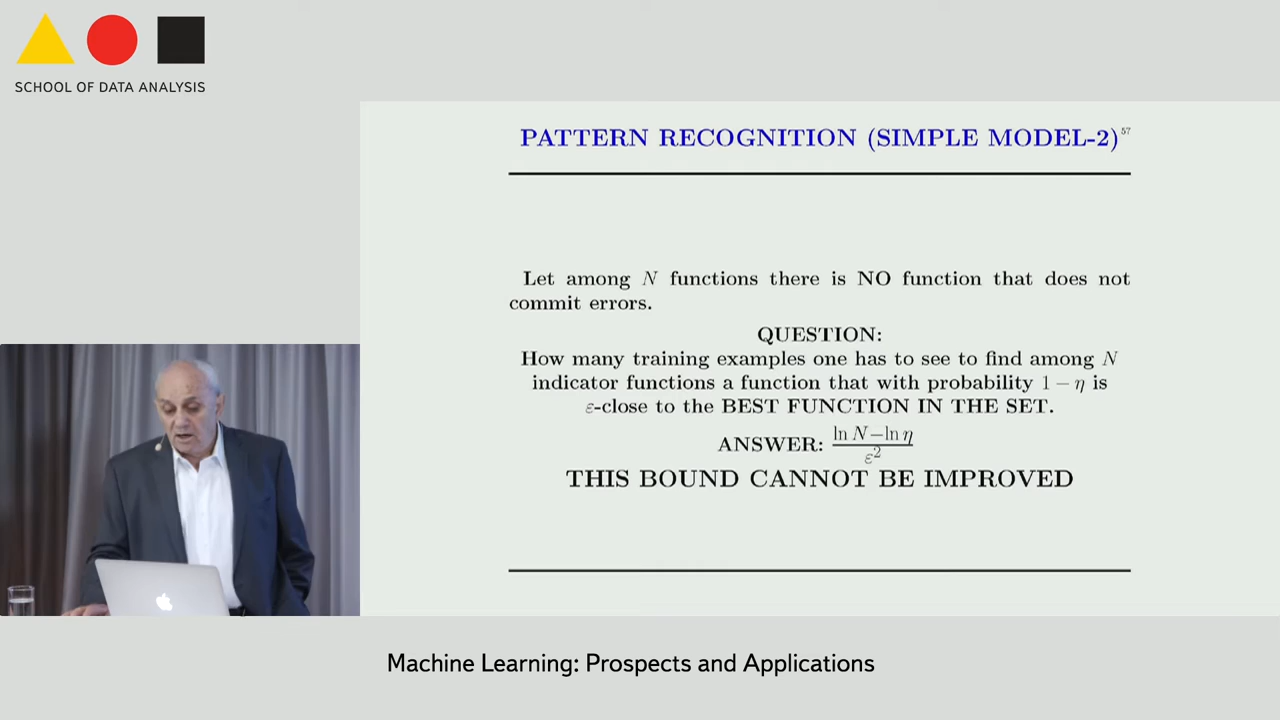 SCHOOL OF DATA ANALYSIS
PATTERN RECOGNITION (SIMPLE MODEL-2)⁵⁷
Let among N functions there is NO function that does not
commit errors.
QUESTION:
How many training examples one has to see to find among N
indicator functions a function that with probability 1 − η is
ε-close to the BEST FUNCTION IN THE SET.
ANSWER: (ln N−ln η)/ε²
THIS BOUND CANNOT BE IMPROVED
Machine Learning: Prospects and Applications